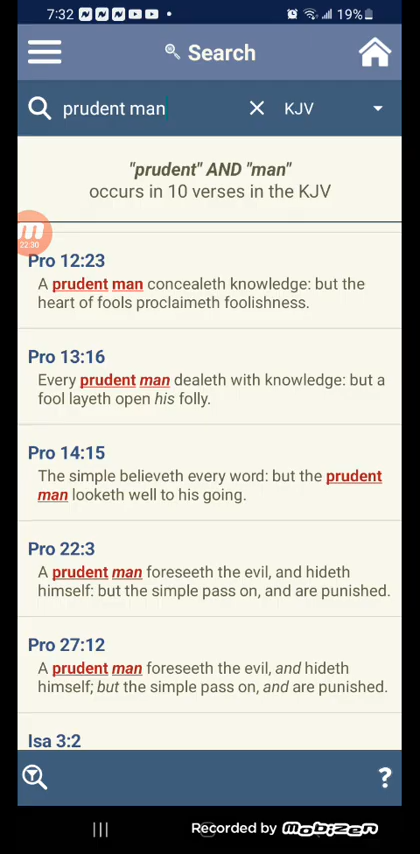 7:32 19%
Search
prudent man KJV
"prudent" AND "man"
occurs in 10 verses in the KJV
22:30
Pro 12:23
A prudent man concealeth knowledge: but the
heart of fools proclaimeth foolishness.
Pro 13:16
Every prudent man dealeth with knowledge: but a
fool layeth open his folly.
Pro 14:15
The simple believeth every word: but the prudent
man looketh well to his going.
Pro 22:3
A prudent man foreseeth the evil, and hideth
himself: but the simple pass on, and are punished.
Pro 27:12
A prudent man foreseeth the evil, and hideth
himself; but the simple pass on, and are punished.
Isa 3:2
?
Recorded by Mobizen